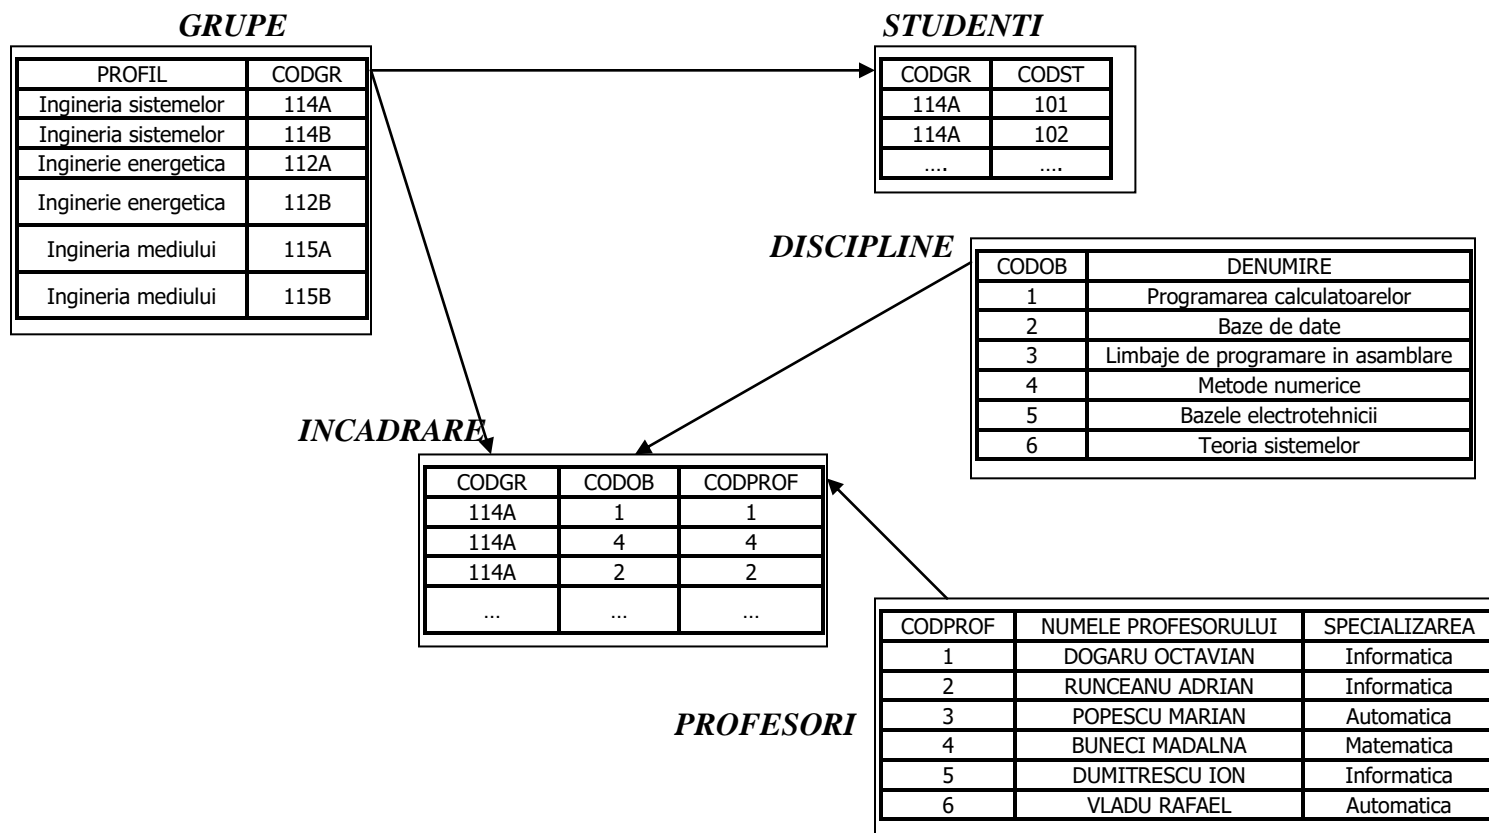 GRUPE
PROFIL CODGR
Ingineria sistemelor 114A
Ingineria sistemelor 114B
Inginerie energetica 112A
Inginerie energetica 112B
Ingineria mediului 115A
Ingineria mediului 115B
STUDENTI
CODGR CODST
114A 101
114A 102
.... ....
DISCIPLINE
CODOB DENUMIRE
1 Programarea calculatoarelor
2 Baze de date
3 Limbaje de programare in asamblare
4 Metode numerice
5 Bazele electrotehnicii
6 Teoria sistemelor
INCADRARE
CODGR CODOB CODPROF
114A 1 1
114A 4 4
114A 2 2
... ... ...
PROFESORI
CODPROF NUMELE PROFESORULUI SPECIALIZAREA
1 DOGARU OCTAVIAN Informatica
2 RUNCEANU ADRIAN Informatica
3 POPESCU MARIAN Automatica
4 BUNECI MADALNA Matematica
5 DUMITRESCU ION Informatica
6 VLADU RAFAEL Automatica